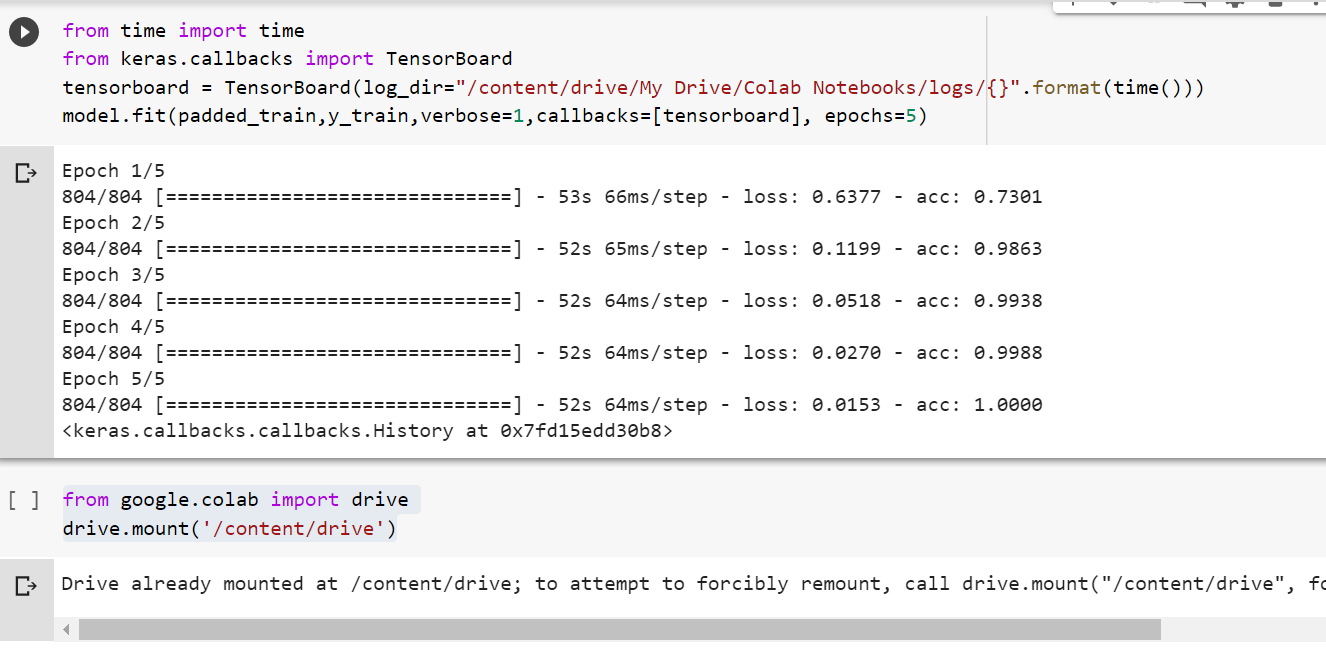 from time import time
from keras.callbacks import TensorBoard
tensorboard = TensorBoard(log_dir="/content/drive/My Drive/Colab Notebooks/logs/{}".format(time()))
model.fit(padded_train,y_train,verbose=1,callbacks=[tensorboard], epochs=5)
Epoch 1/5
804/804 [==============================] - 53s 66ms/step - loss: 0.6377 - acc: 0.7301
Epoch 2/5
804/804 [==============================] - 52s 65ms/step - loss: 0.1199 - acc: 0.9863
Epoch 3/5
804/804 [==============================] - 52s 64ms/step - loss: 0.0518 - acc: 0.9938
Epoch 4/5
804/804 [==============================] - 52s 64ms/step - loss: 0.0270 - acc: 0.9988
Epoch 5/5
804/804 [==============================] - 52s 64ms/step - loss: 0.0153 - acc: 1.0000
<keras.callbacks.callbacks.History at 0x7fd15edd30b8>
[ ] from google.colab import drive
drive.mount('/content/drive')
Drive already mounted at /content/drive; to attempt to forcibly remount, call drive.mount("/content/drive",